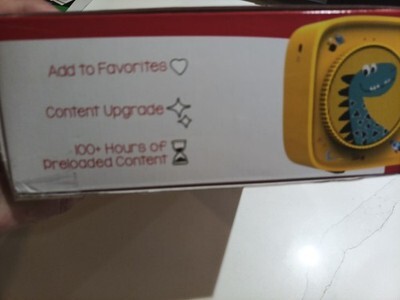 Add to Favorites
Content Upgrade
100+ Hours of
Preloaded Content